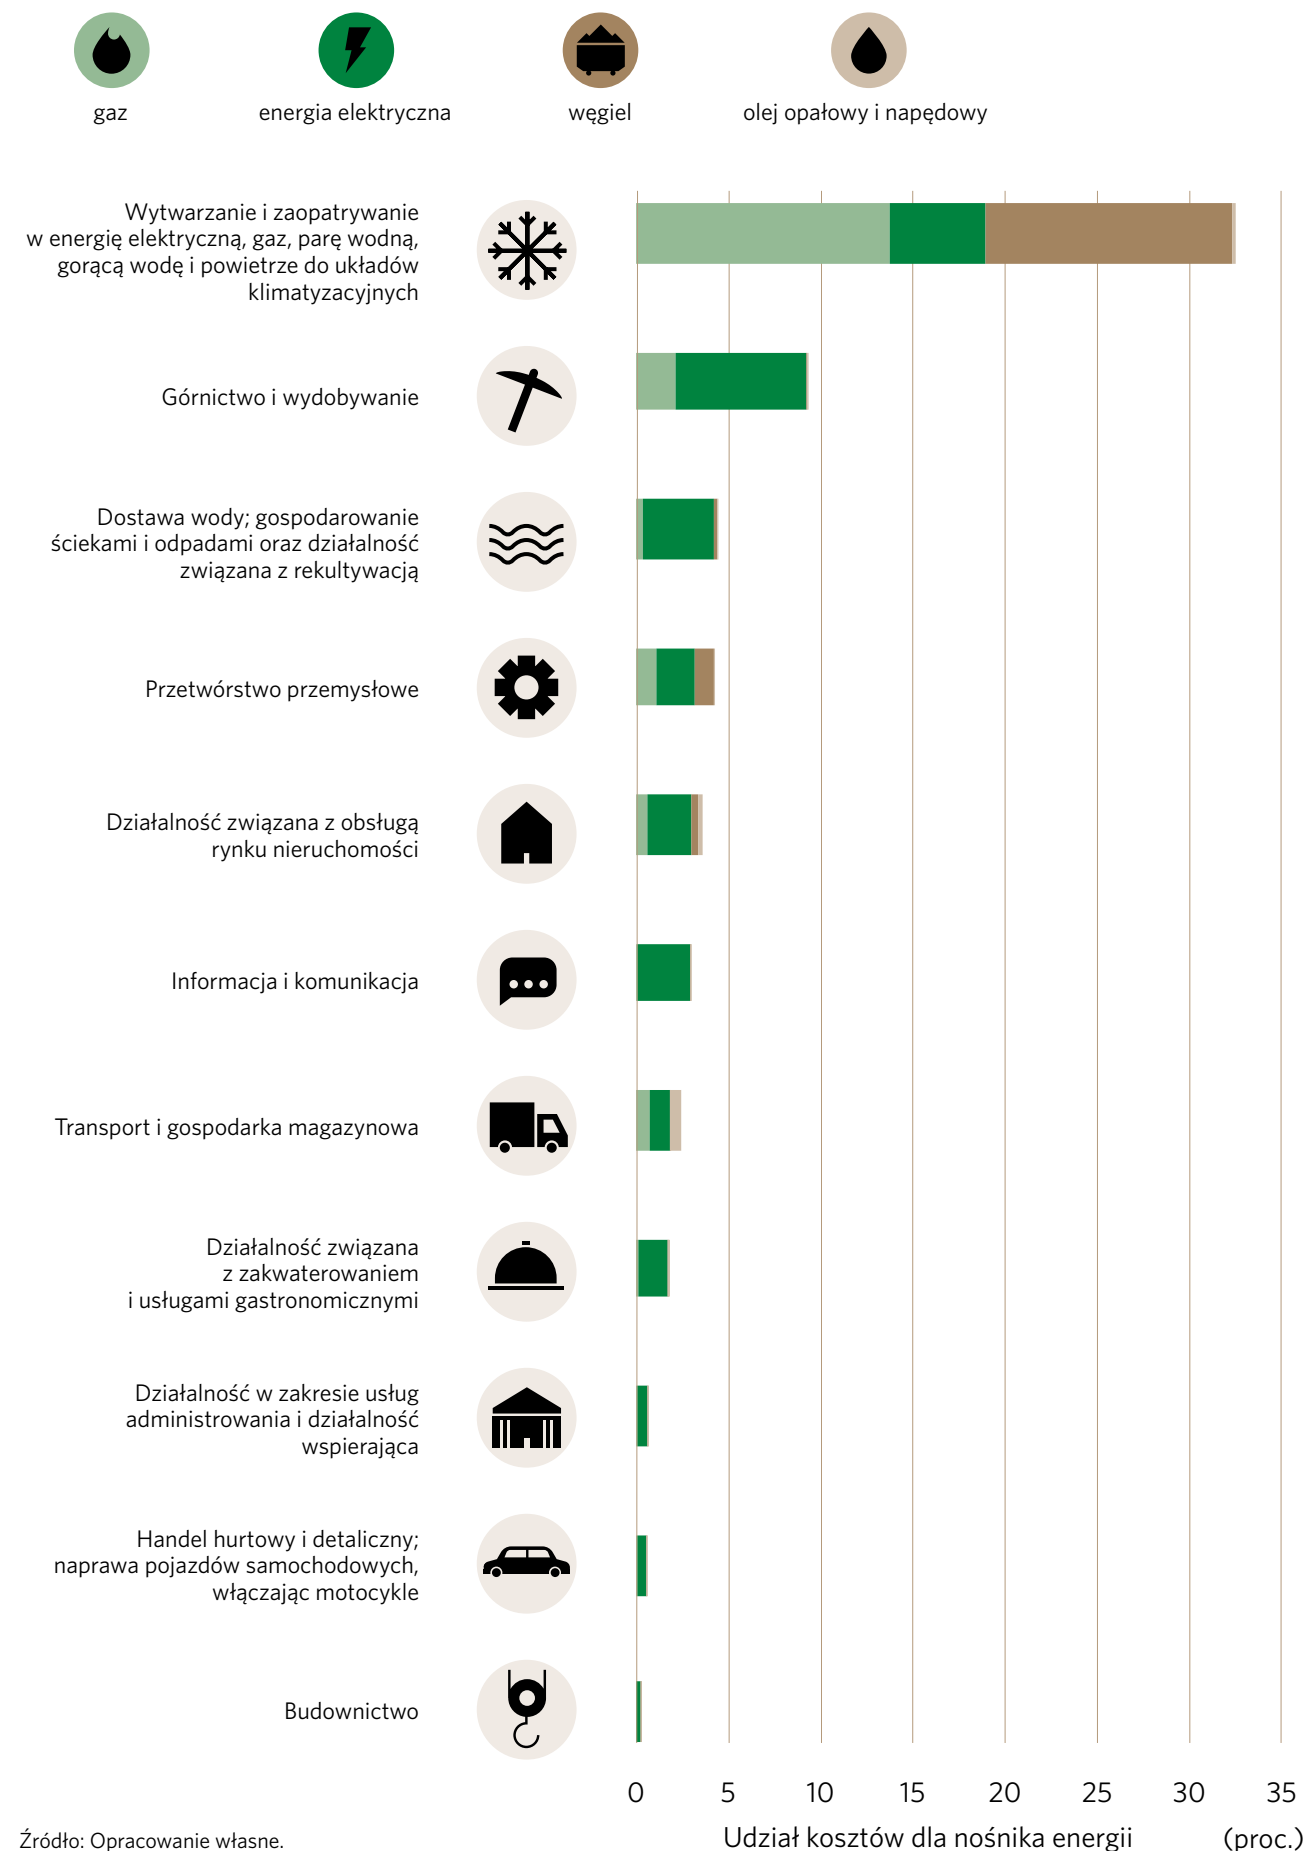 gaz
energia elektryczna
węgiel
olej opałowy i napędowy
Wytwarzanie i zaopatrywanie
w energię elektryczną, gaz, parę wodną,
gorącą wodę i powietrze do układów
klimatyzacyjnych
Górnictwo i wydobywanie
Dostawa wody; gospodarowanie
ściekami i odpadami oraz działalność
związana z rekultywacją
Przetwórstwo przemysłowe
Działalność związana z obsługą
rynku nieruchomości
Informacja i komunikacja
Transport i gospodarka magazynowa
Działalność związana
z zakwaterowaniem
i usługami gastronomicznymi
Działalność w zakresie usług
administrowania i działalność
wspierająca
Handel hurtowy i detaliczny;
naprawa pojazdów samochodowych,
włączając motocykle
Budownictwo
0 5 10 15 20 25 30 35
Udział kosztów dla nośnika energii (proc.)
Źródło: Opracowanie własne.